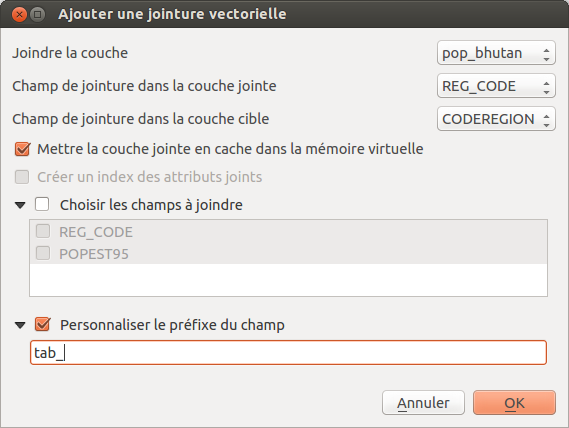 Ajouter une jointure vectorielle
Joindre la couche pop_bhutan
Champ de jointure dans la couche jointe REG_CODE
Champ de jointure dans la couche cible CODEREGION
Mettre la couche jointe en cache dans la mémoire virtuelle
Créer un index des attributs joints
Choisir les champs à joindre
REG_CODE
POPEST95
Personnaliser le préfixe du champ
tab_
Annuler OK